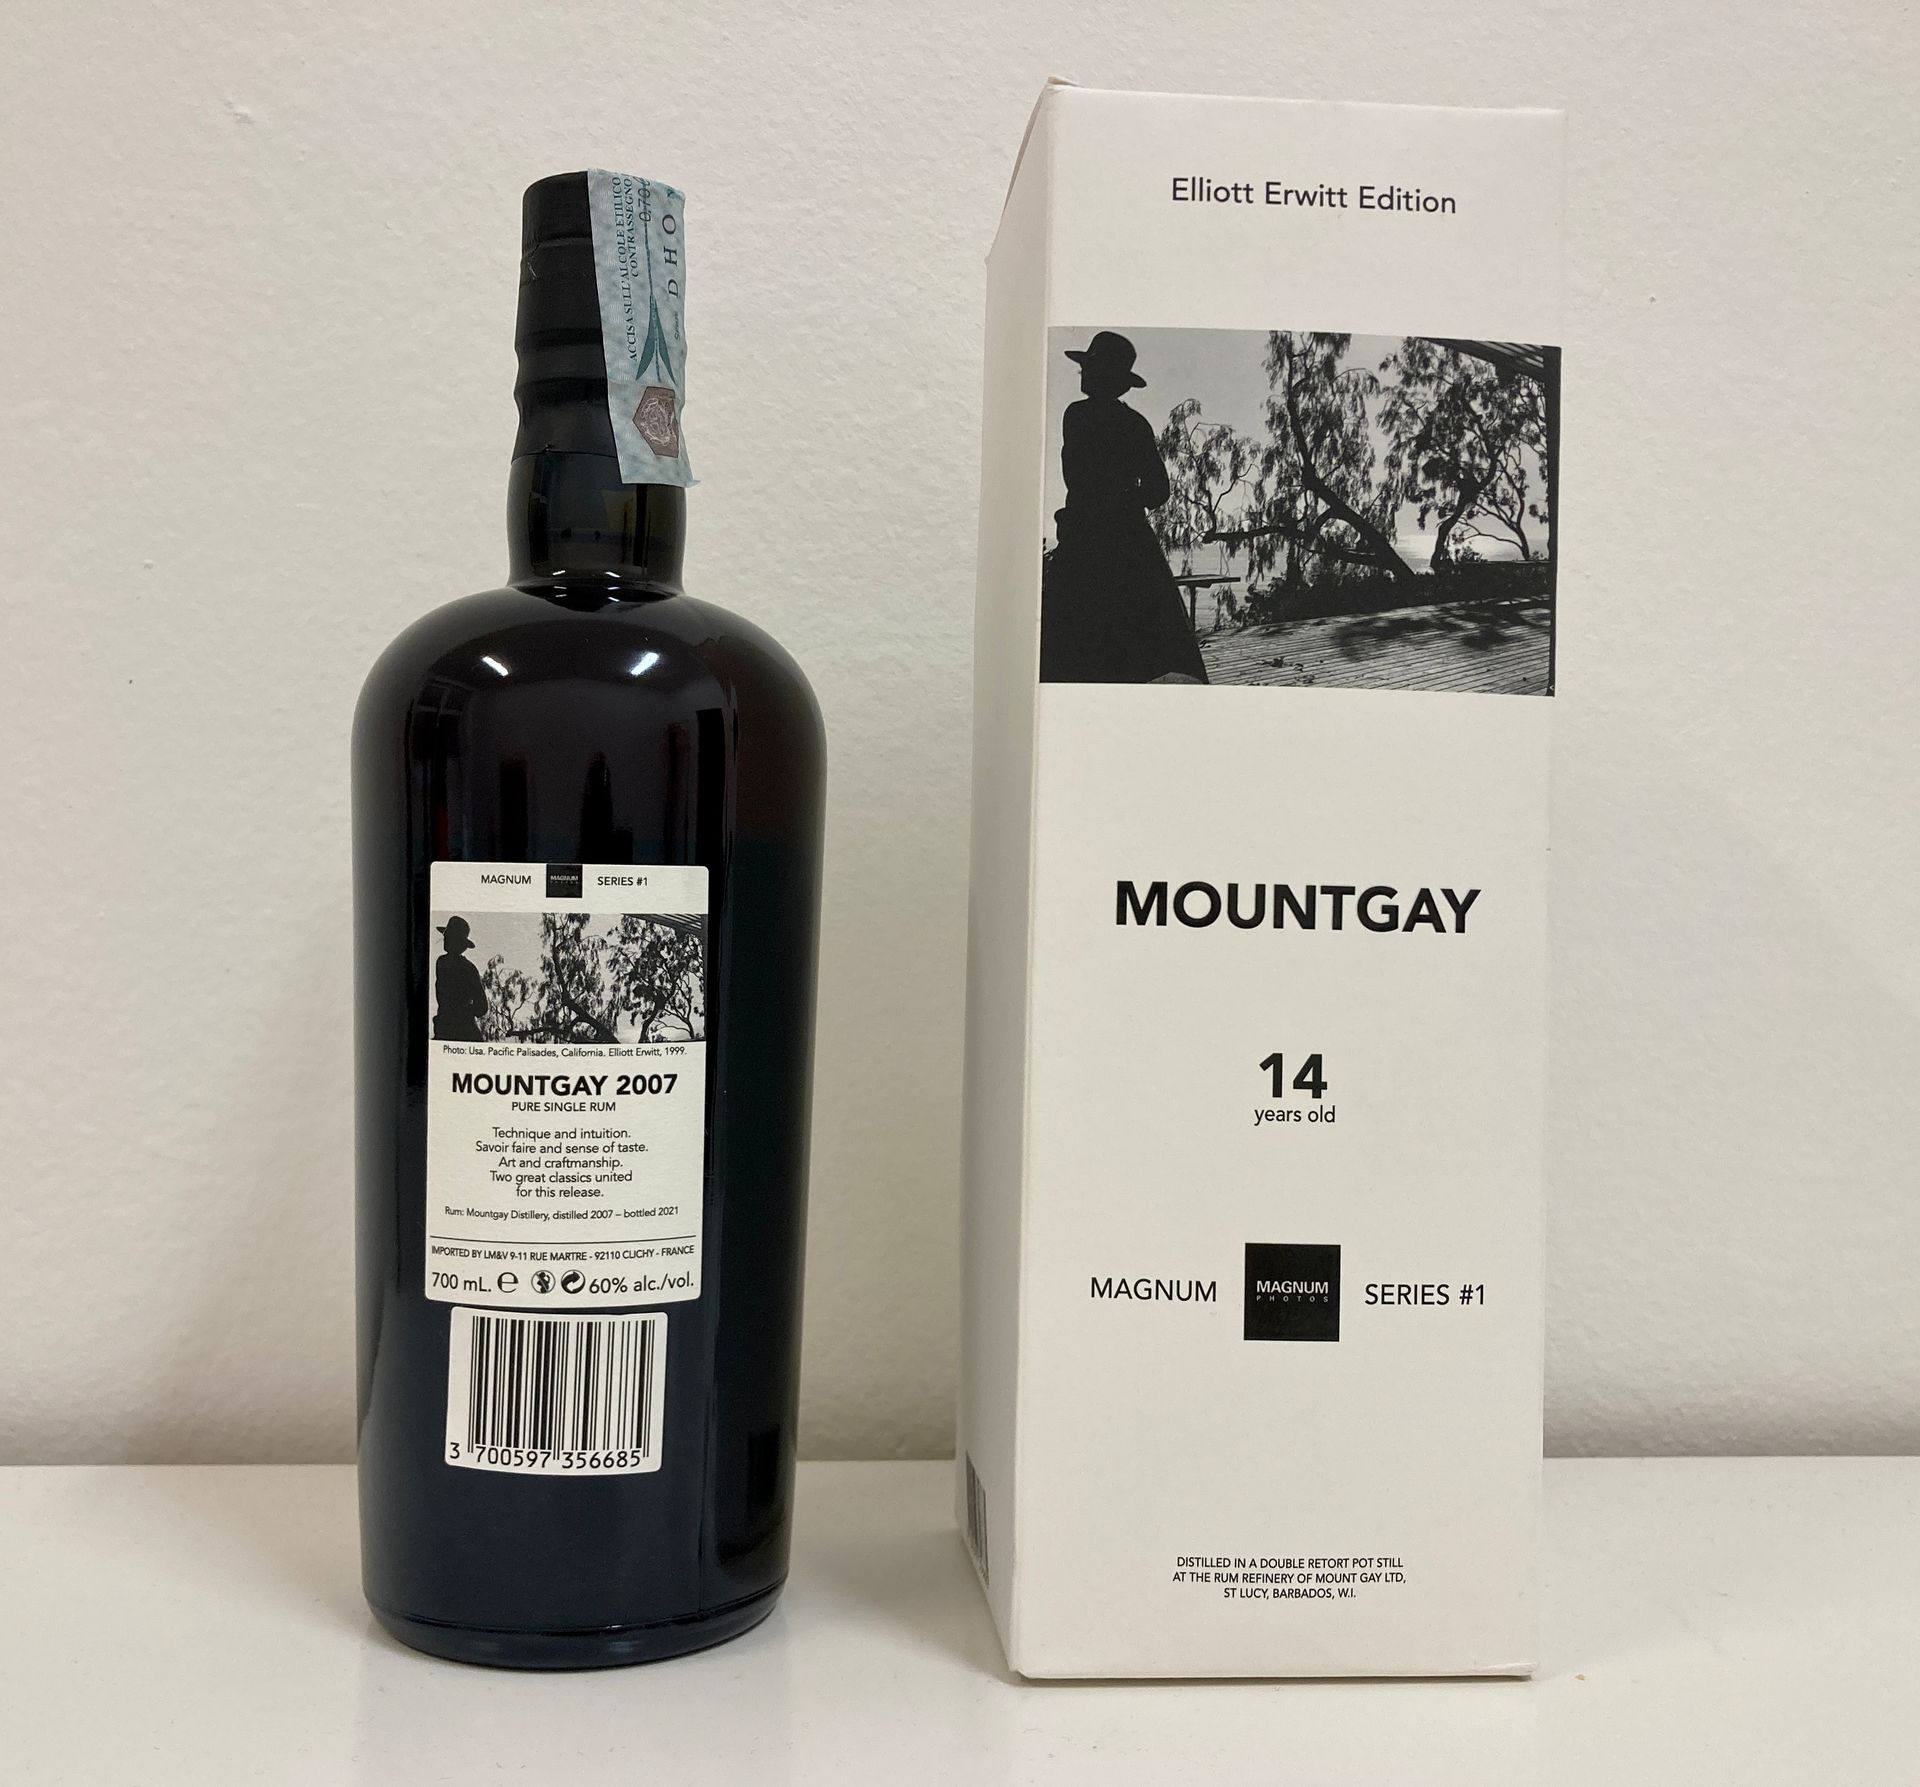 ACCISA SULL'ALCOLE ETILICO
CONTRASSEGNO
MAGNUM MAGNUM PHOTOS SERIES #1
Photo: Usa. Pacific Palisades, California. Elliott Erwitt, 1999.
MOUNTGAY 2007
PURE SINGLE RUM
Technique and intuition.
Savoir faire and sense of taste.
Art and craftmanship.
Two great classics united
for this release.
Rum: Mountgay Distillery, distilled 2007 – bottled 2021
IMPORTED BY LM&V 9-11 RUE MARTRE - 92110 CLICHY - FRANCE
700 mL. ℮ 60% alc./vol.
3 700597 356685
Elliott Erwitt Edition
MOUNTGAY
14
years old
MAGNUM MAGNUM PHOTOS SERIES #1
DISTILLED IN A DOUBLE RETORT POT STILL
AT THE RUM REFINERY OF MOUNT GAY LTD,
ST LUCY, BARBADOS, W.I.